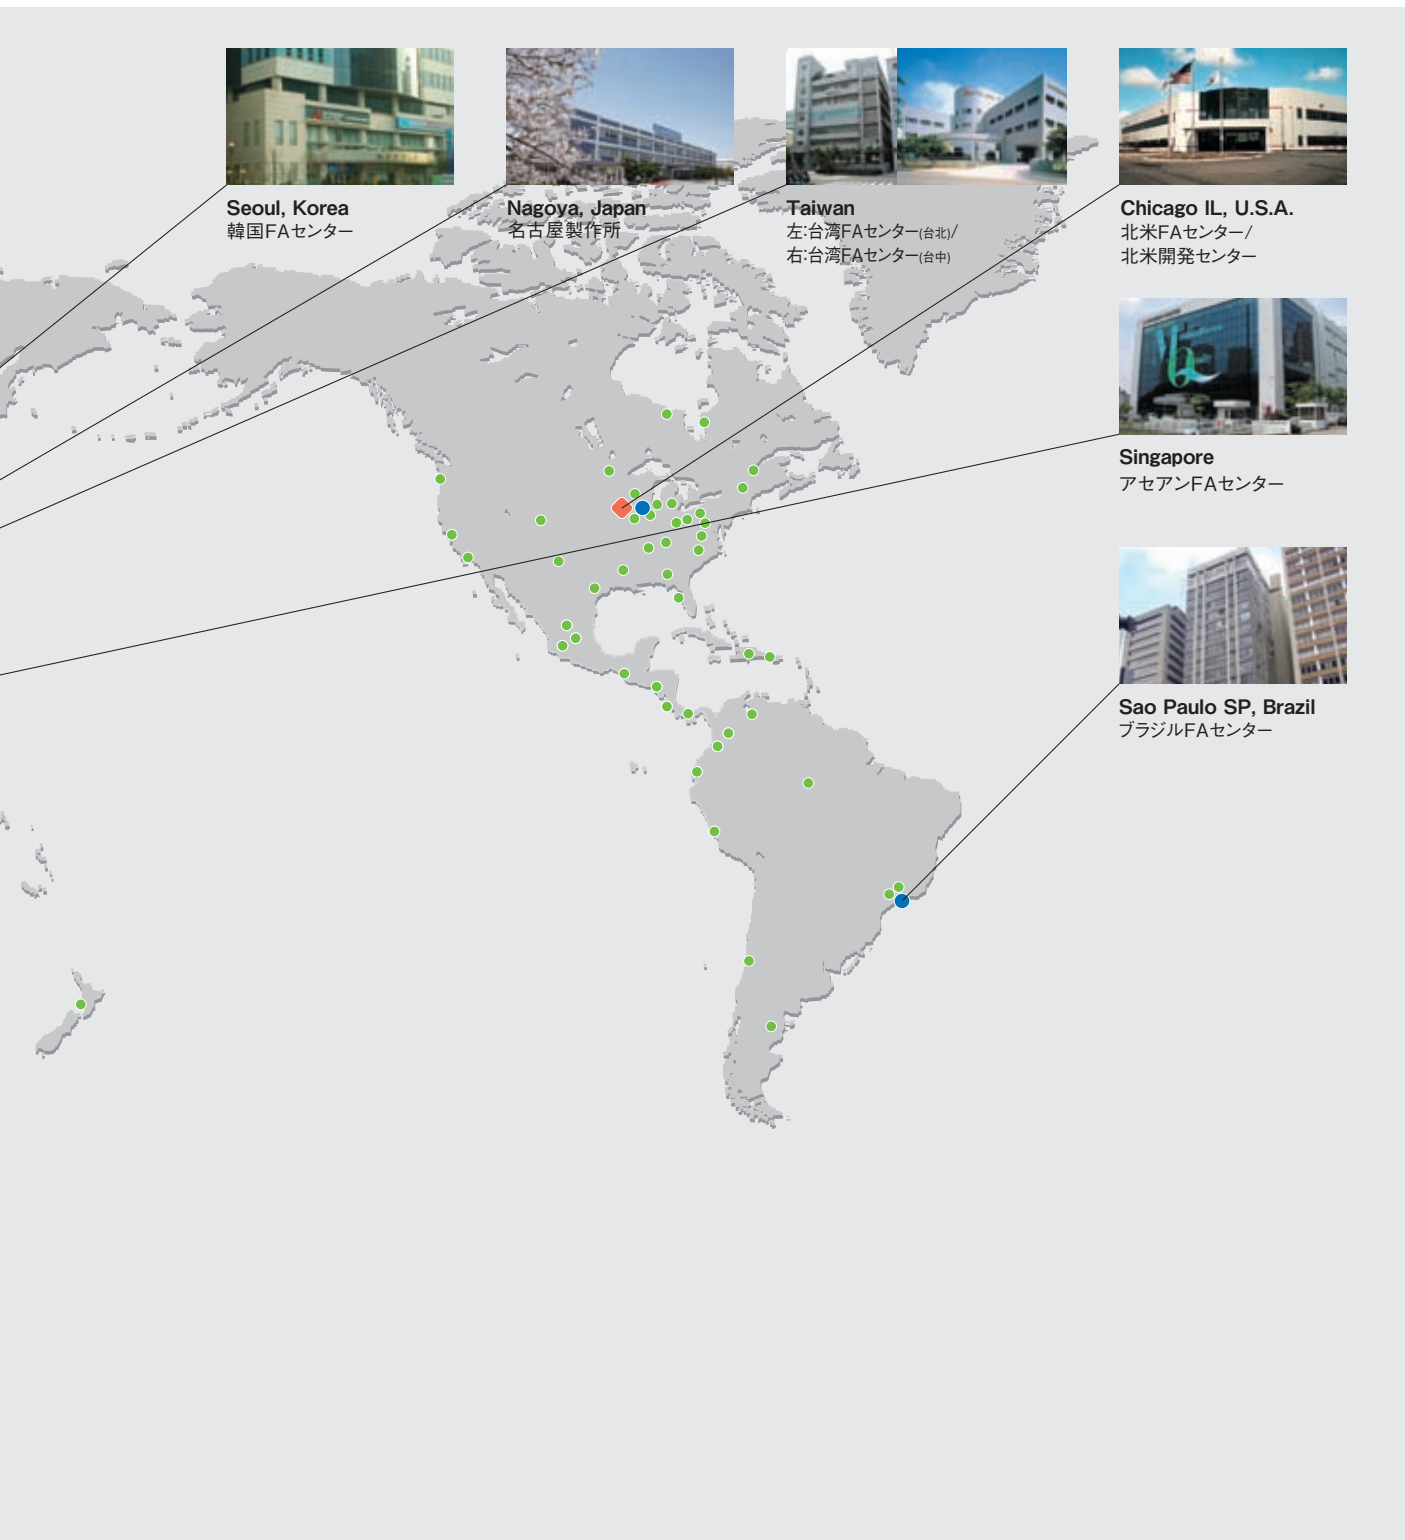 Seoul, Korea
韓国FAセンター
Nagoya, Japan
名古屋製作所
Taiwan
左:台湾FAセンター(台北)/
右:台湾FAセンター(台中)
Chicago IL, U.S.A.
北米FAセンター/
北米開発センター
Singapore
アセアンFAセンター
Sao Paulo SP, Brazil
ブラジルFAセンター